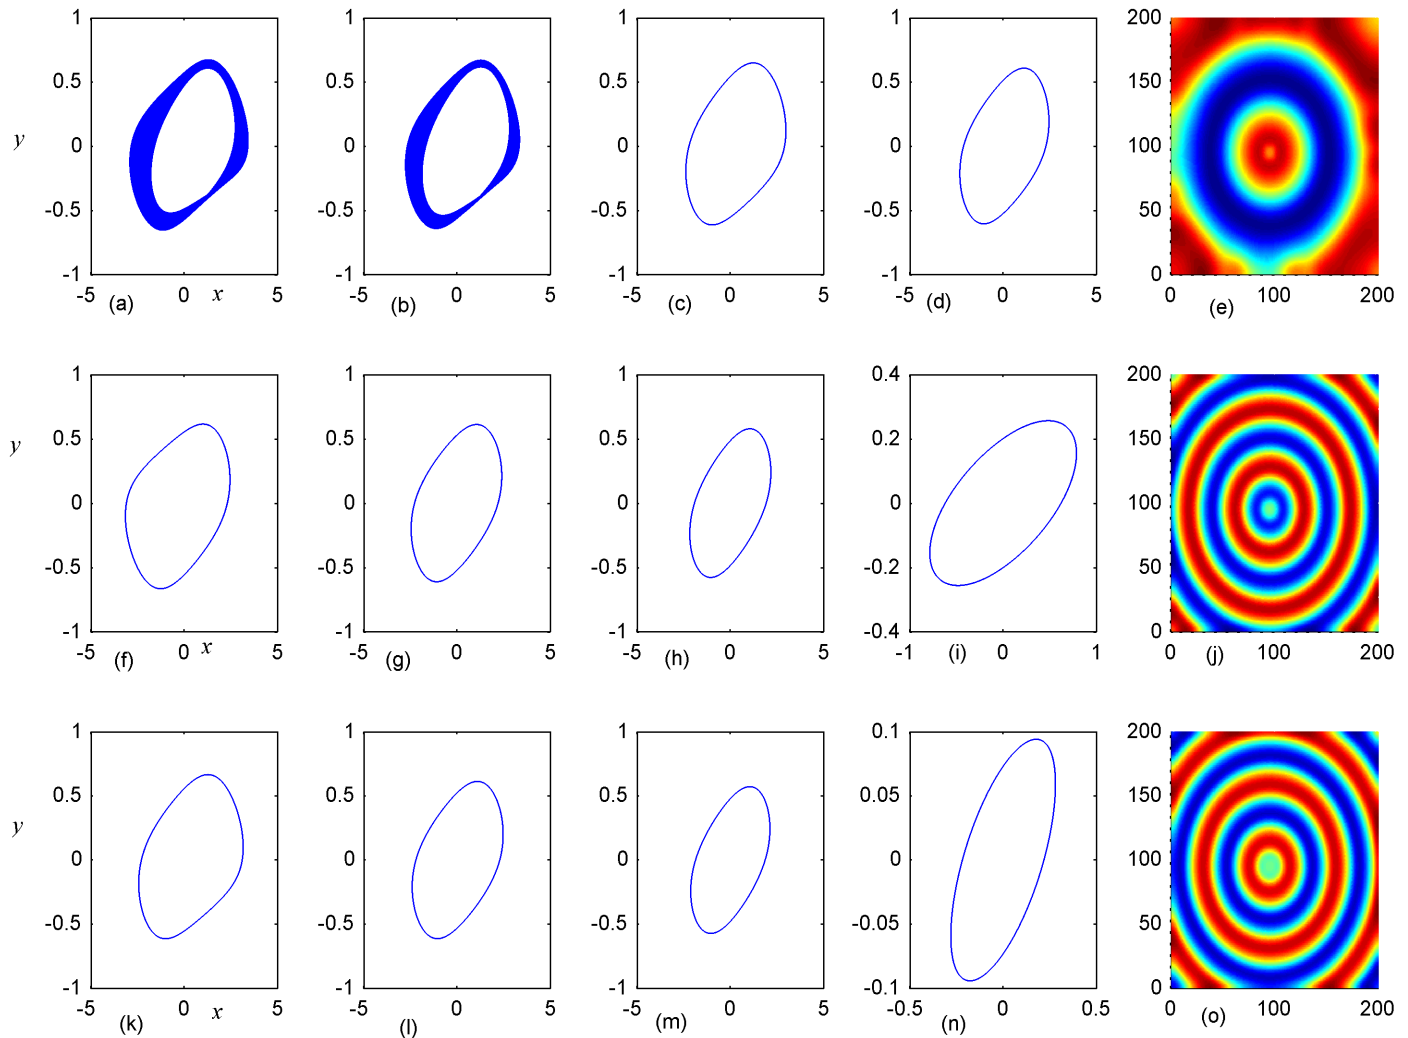 1 1 1 1 200
0.5 0.5 0.5 0.5 150
y 0 0 0 0 100
-0.5 -0.5 -0.5 -0.5 50
-1 -1 -1 -1 0
-5 0 x 5 -5 0 5 -5 0 5 -5 0 5 0 100 200
(a) (b) (c) (d) (e)
1 1 1 0.4 200
0.5 0.5 0.5 0.2 150
y 0 0 0 0 100
-0.5 -0.5 -0.5 -0.2 50
-1 -1 -1 -0.4 0
-5 0 x 5 -5 0 5 -5 0 5 -1 0 1 0 100 200
(f) (g) (h) (i) (j)
1 1 1 0.1 200
0.5 0.5 0.5 0.05 150
y 0 0 0 0 100
-0.5 -0.5 -0.5 -0.05 50
-1 -1 -1 -0.1 0
-5 0 x 5 -5 0 5 -5 0 5 -0.5 0 0.5 0 100 200
(k) (l) (m) (n) (o)